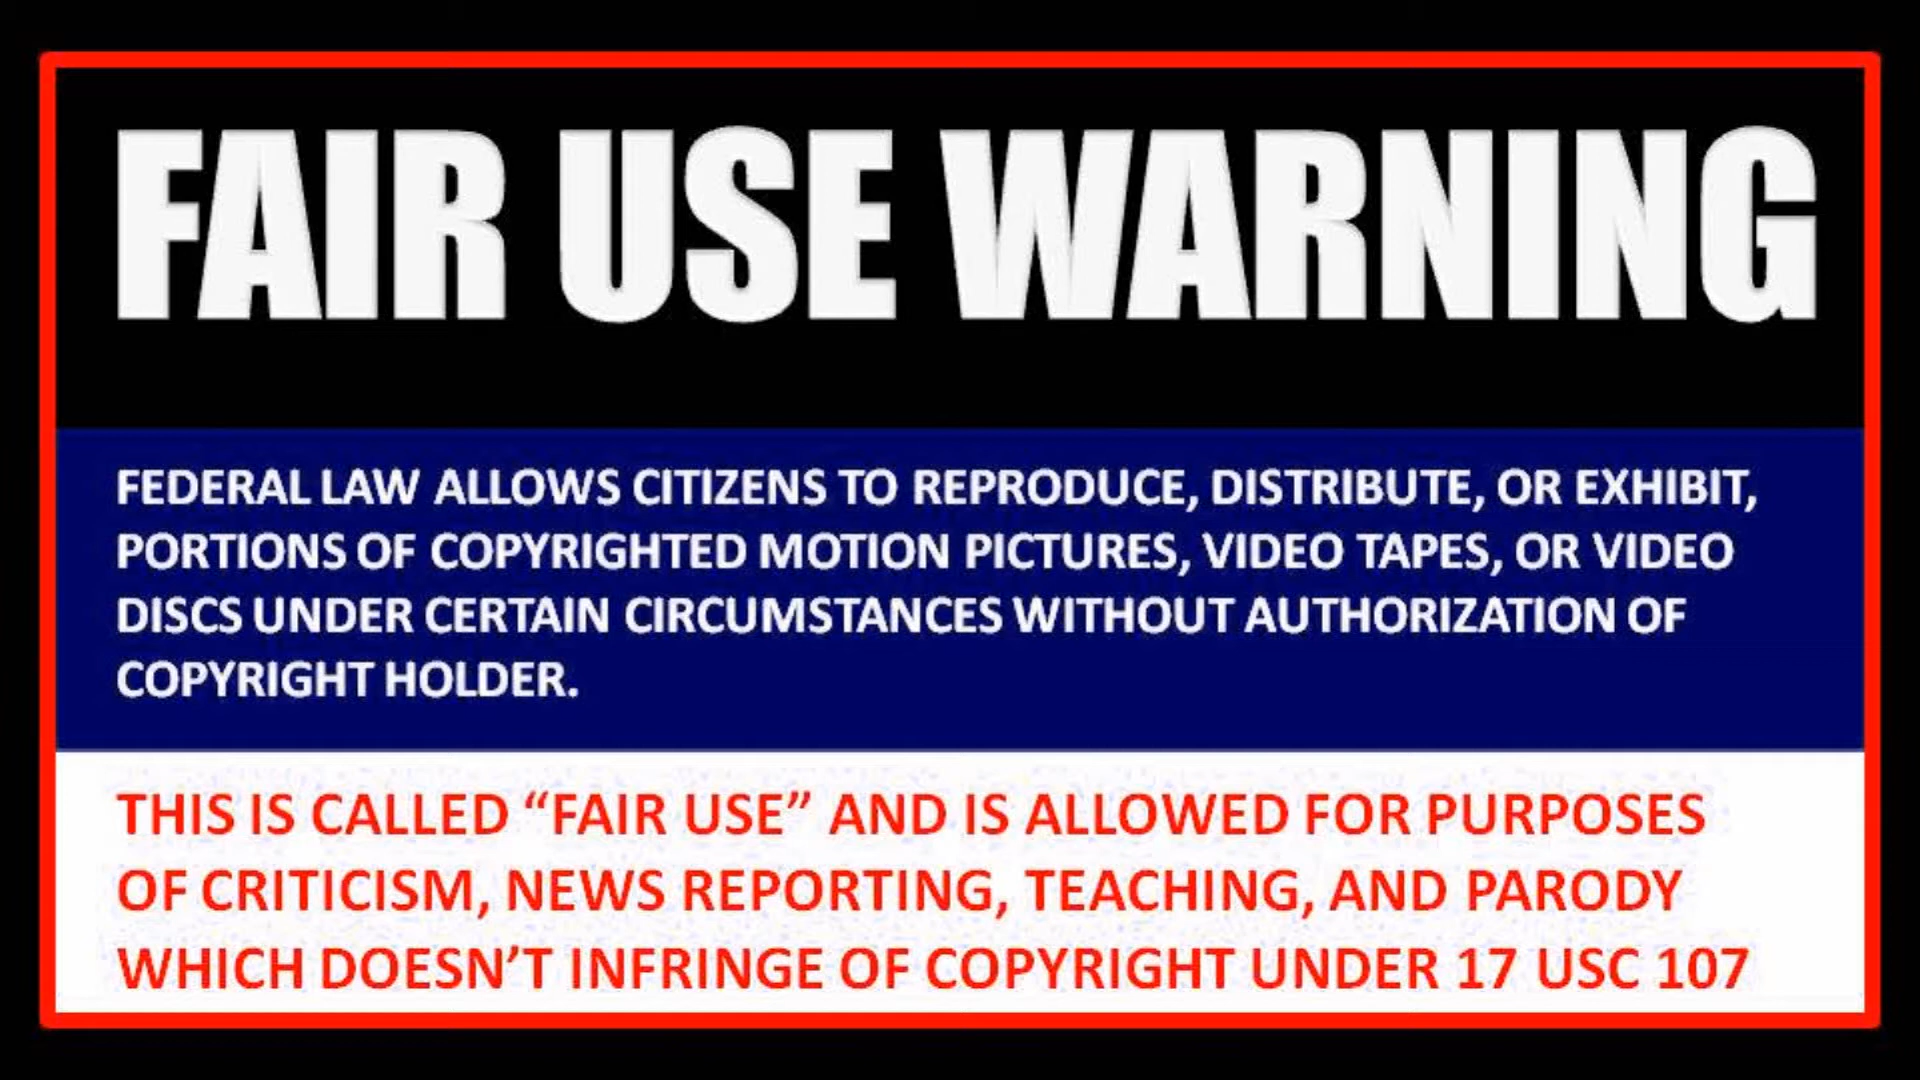 FAIR USE WARNING
FEDERAL LAW ALLOWS CITIZENS TO REPRODUCE, DISTRIBUTE, OR EXHIBIT,
PORTIONS OF COPYRIGHTED MOTION PICTURES, VIDEO TAPES, OR VIDEO
DISCS UNDER CERTAIN CIRCUMSTANCES WITHOUT AUTHORIZATION OF
COPYRIGHT HOLDER.
THIS IS CALLED “FAIR USE” AND IS ALLOWED FOR PURPOSES
OF CRITICISM, NEWS REPORTING, TEACHING, AND PARODY
WHICH DOESN’T INFRINGE OF COPYRIGHT UNDER 17 USC 107